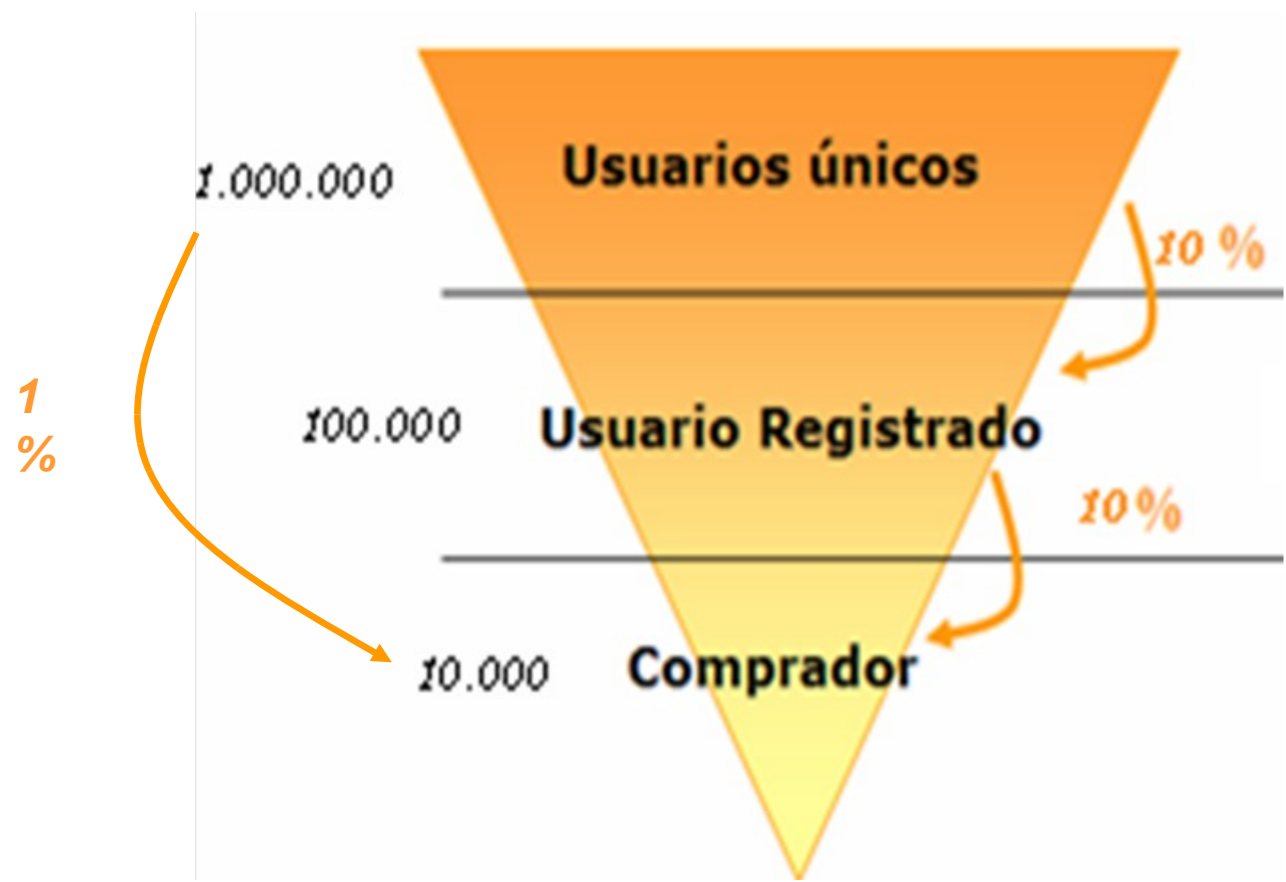 1.000.000
Usuarios únicos
10 %
1
%
100.000
Usuario Registrado
10%
10.000
Comprador